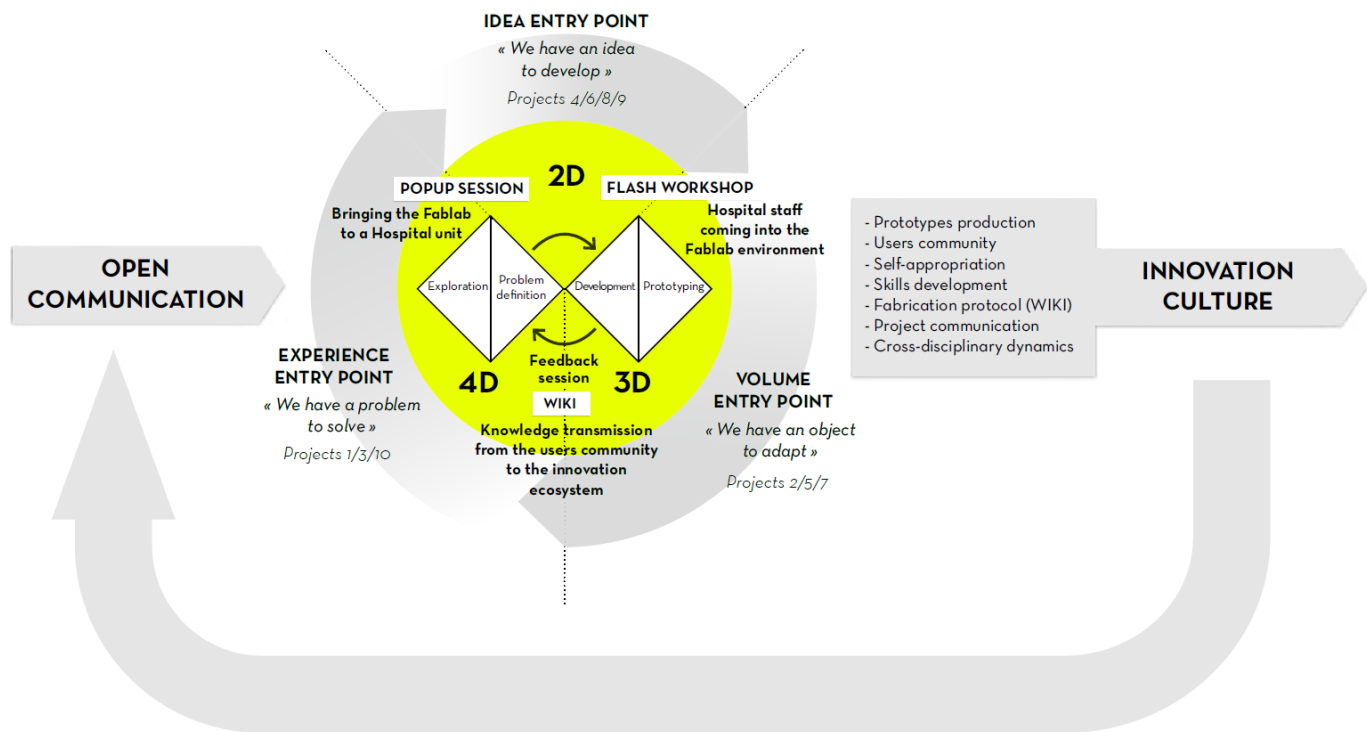 IDEA ENTRY POINT
« We have an idea
to develop »
Projects 4/6/8/9
2D
POPUP SESSION
Bringing the Fablab
to a Hospital unit
FLASH WORKSHOP
Hospital staff
coming into the
Fablab environment
OPEN
COMMUNICATION
Exploration
Problem
definition
Development
Prototyping
- Prototypes production
- Users community
- Self-appropriation
- Skills development
- Fabrication protocol (WIKI)
- Project communication
- Cross-disciplinary dynamics
INNOVATION
CULTURE
EXPERIENCE
ENTRY POINT
« We have a problem
to solve »
Projects 1/3/10
4D
Feedback
session
3D
WIKI
Knowledge transmission
from the users community
to the innovation
ecosystem
VOLUME
ENTRY POINT
« We have an object
to adapt »
Projects 2/5/7